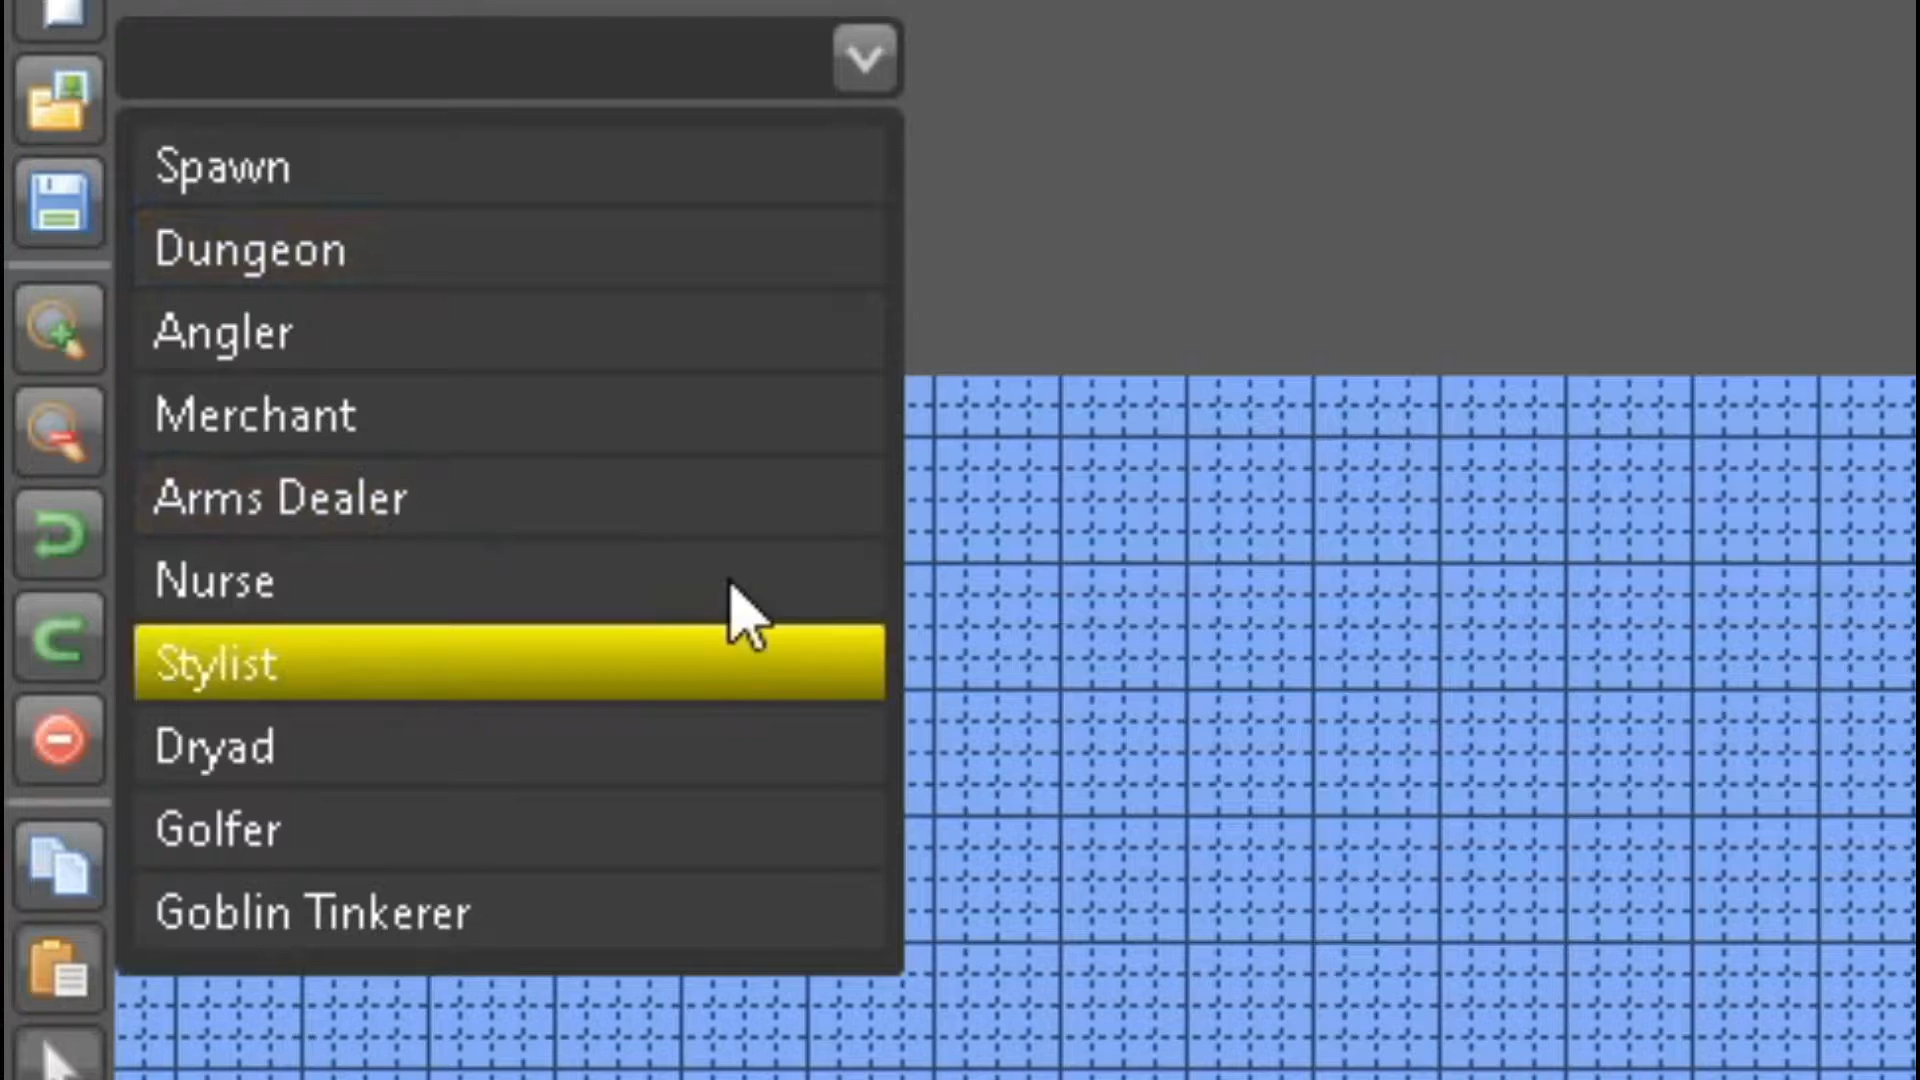 Spawn
Dungeon
Angler
Merchant
Arms Dealer
Nurse
Stylist
Dryad
Golfer
Goblin Tinkerer